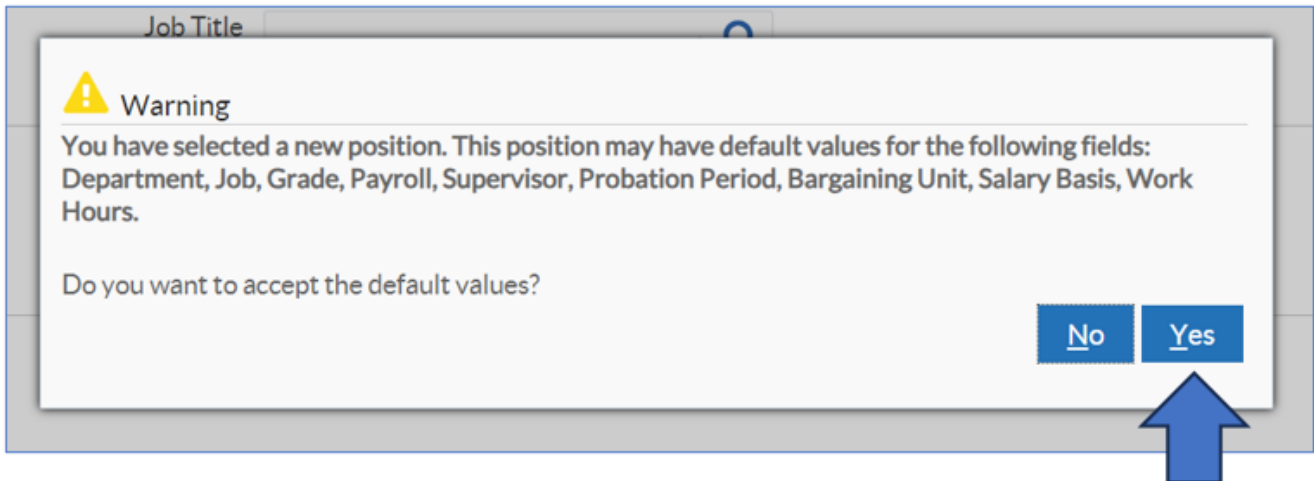 Job Title
Warning
You have selected a new position. This position may have default values for the following fields:
Department, Job, Grade, Payroll, Supervisor, Probation Period, Bargaining Unit, Salary Basis, Work
Hours.
Do you want to accept the default values?
No Yes